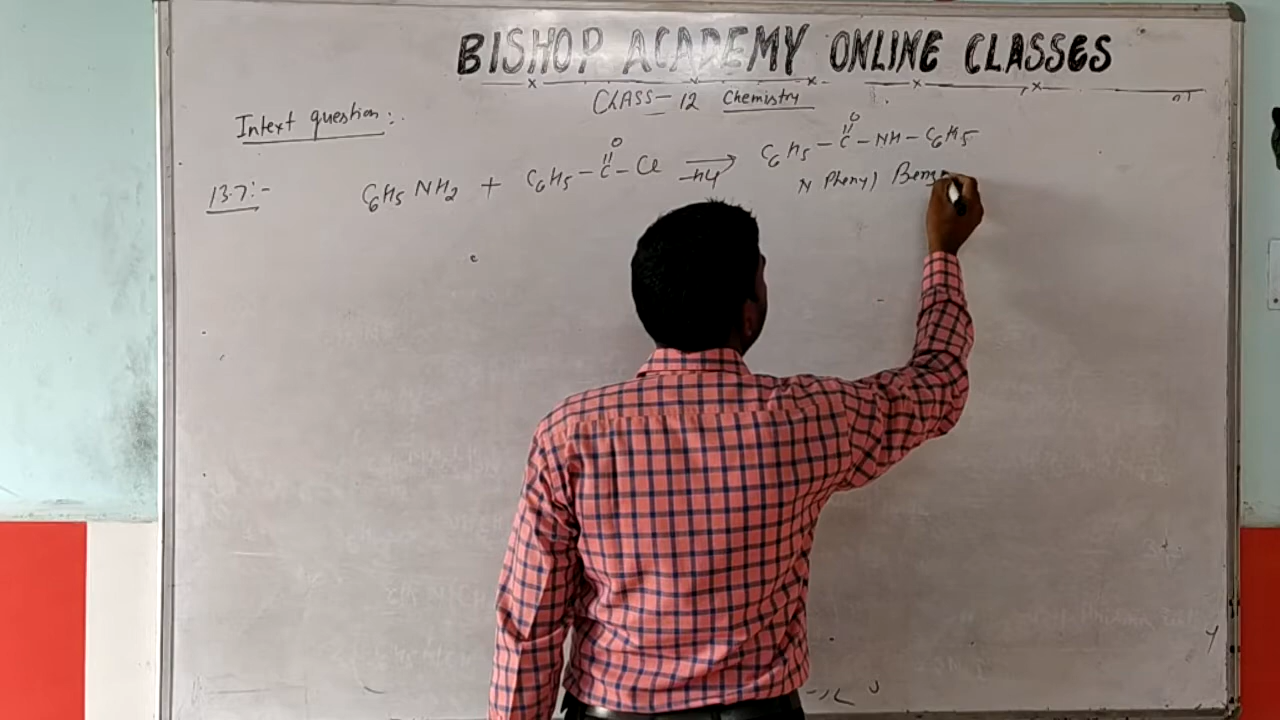 BISHOP ACADEMY ONLINE CLASSES
CLASS-12 Chemistry
Intext question:
13.7:- C6H5NH2 + C6H5-C(=O)-Cl → C6H5-C(=O)-NH-C6H5
N Phenyl Benz